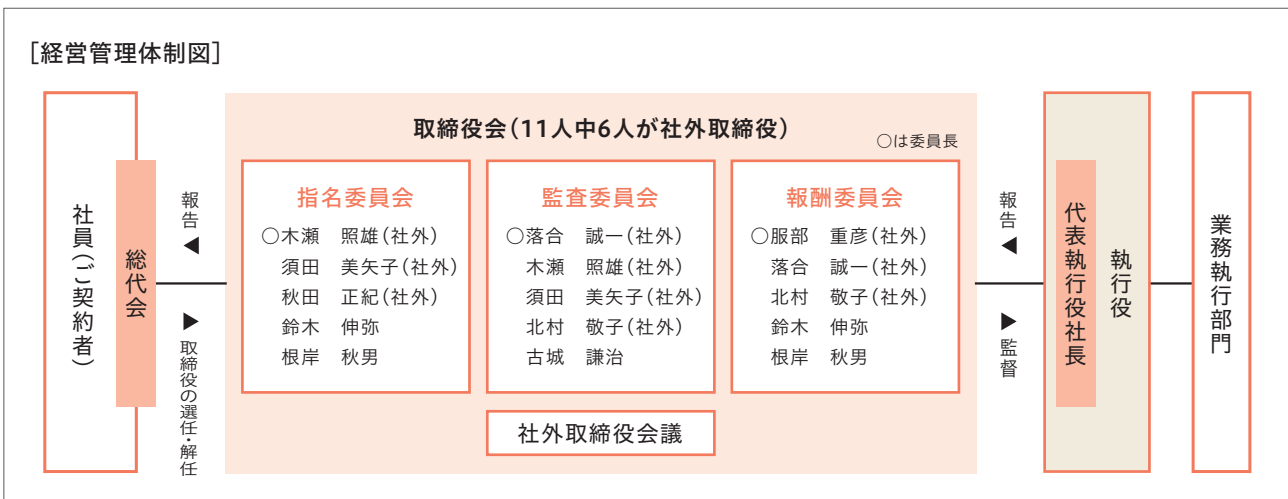 ［経営管理体制図］
社員（ご契約者）
総代会
報告
◀
▶
取締役の選任・解任
取締役会（11人中6人が社外取締役）
○は委員長
指名委員会
○木瀬　照雄（社外）
須田　美矢子（社外）
秋田　正紀（社外）
鈴木　伸弥
根岸　秋男
監査委員会
○落合　誠一（社外）
木瀬　照雄（社外）
須田　美矢子（社外）
北村　敬子（社外）
古城　謙治
報酬委員会
○服部　重彦（社外）
落合　誠一（社外）
北村　敬子（社外）
鈴木　伸弥
根岸　秋男
社外取締役会議
報告
◀
▶
監督
代表執行役社長
執行役
業務執行部門